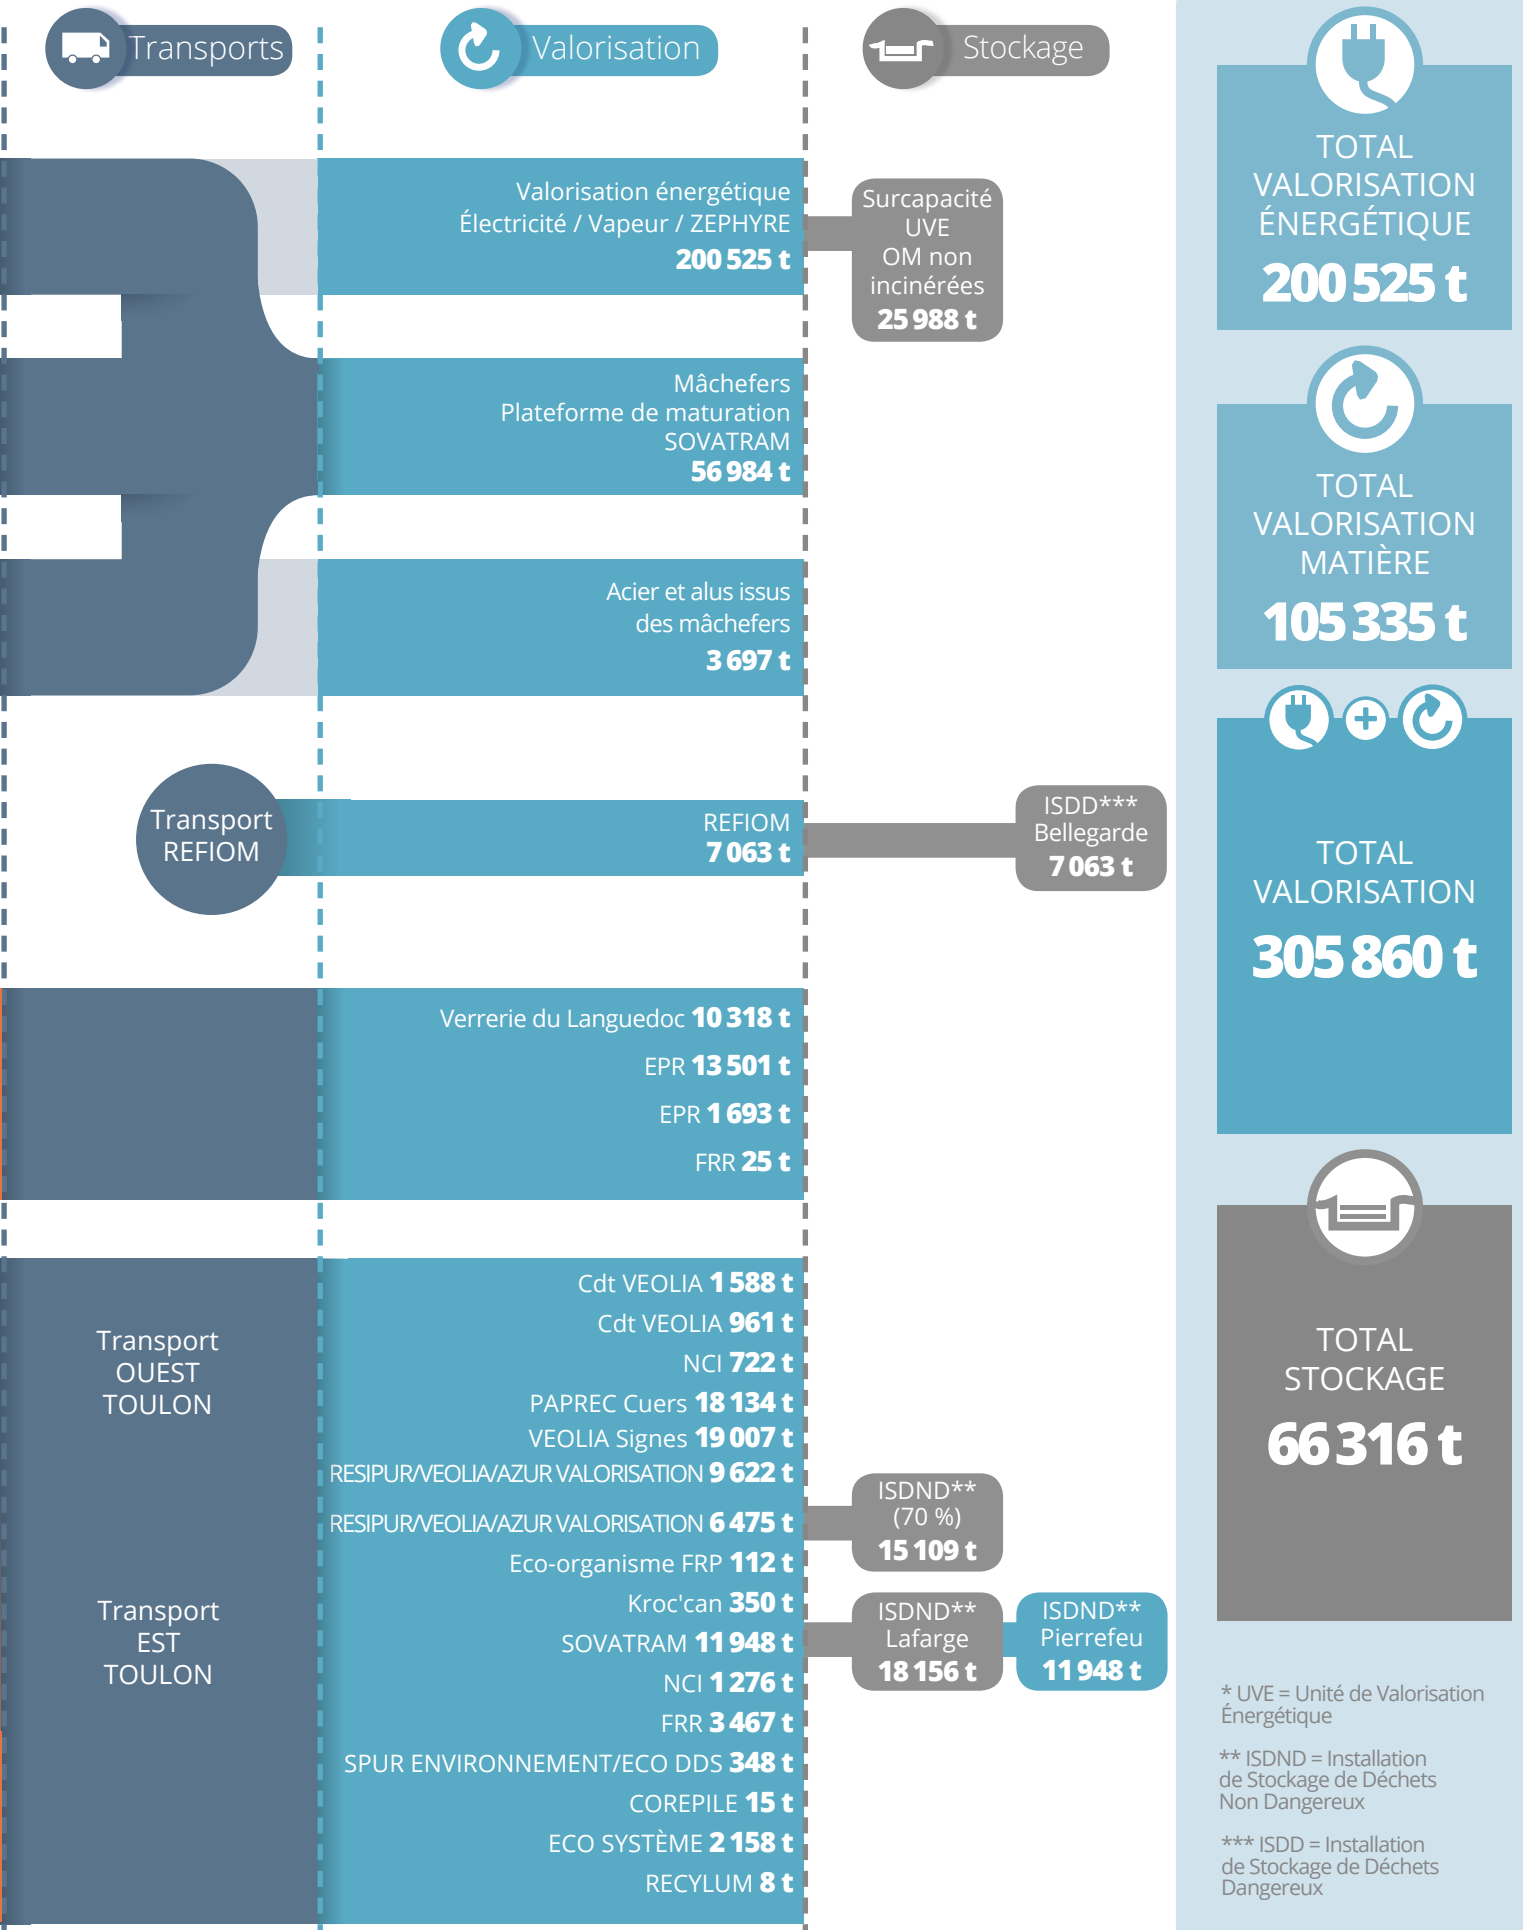 Transports
Valorisation
Stockage
Valorisation énergétique
Électricité / Vapeur / ZEPHYRE
200 525 t
Surcapacité
UVE
OM non
incinérées
25 988 t
Mâchefers
Plateforme de maturation
SOVATRAM
56 984 t
Acier et alus issus
des mâchefers
3 697 t
Transport
REFIOM
REFIOM
7 063 t
ISDD***
Bellegarde
7 063 t
Verrerie du Languedoc 10 318 t
EPR 13 501 t
EPR 1 693 t
FRR 25 t
Transport
OUEST
TOULON
Transport
EST
TOULON
Cdt VEOLIA 1 588 t
Cdt VEOLIA 961 t
NCI 722 t
PAPREC Cuers 18 134 t
VEOLIA Signes 19 007 t
RESIPUR/VEOLIA/AZUR VALORISATION 9 622 t
RESIPUR/VEOLIA/AZUR VALORISATION 6 475 t
Eco-organisme FRP 112 t
Kroc'can 350 t
SOVATRAM 11 948 t
NCI 1 276 t
FRR 3 467 t
SPUR ENVIRONNEMENT/ECO DDS 348 t
COREPILE 15 t
ECO SYSTÈME 2 158 t
RECYLUM 8 t
ISDND**
(70 %)
15 109 t
ISDND**
Lafarge
18 156 t
ISDND**
Pierrefeu
11 948 t
TOTAL
VALORISATION
ÉNERGÉTIQUE
200 525 t
TOTAL
VALORISATION
MATIÈRE
105 335 t
TOTAL
VALORISATION
305 860 t
TOTAL
STOCKAGE
66 316 t
* UVE = Unité de Valorisation
Énergétique
** ISDND = Installation
de Stockage de Déchets
Non Dangereux
*** ISDD = Installation
de Stockage de Déchets
Dangereux